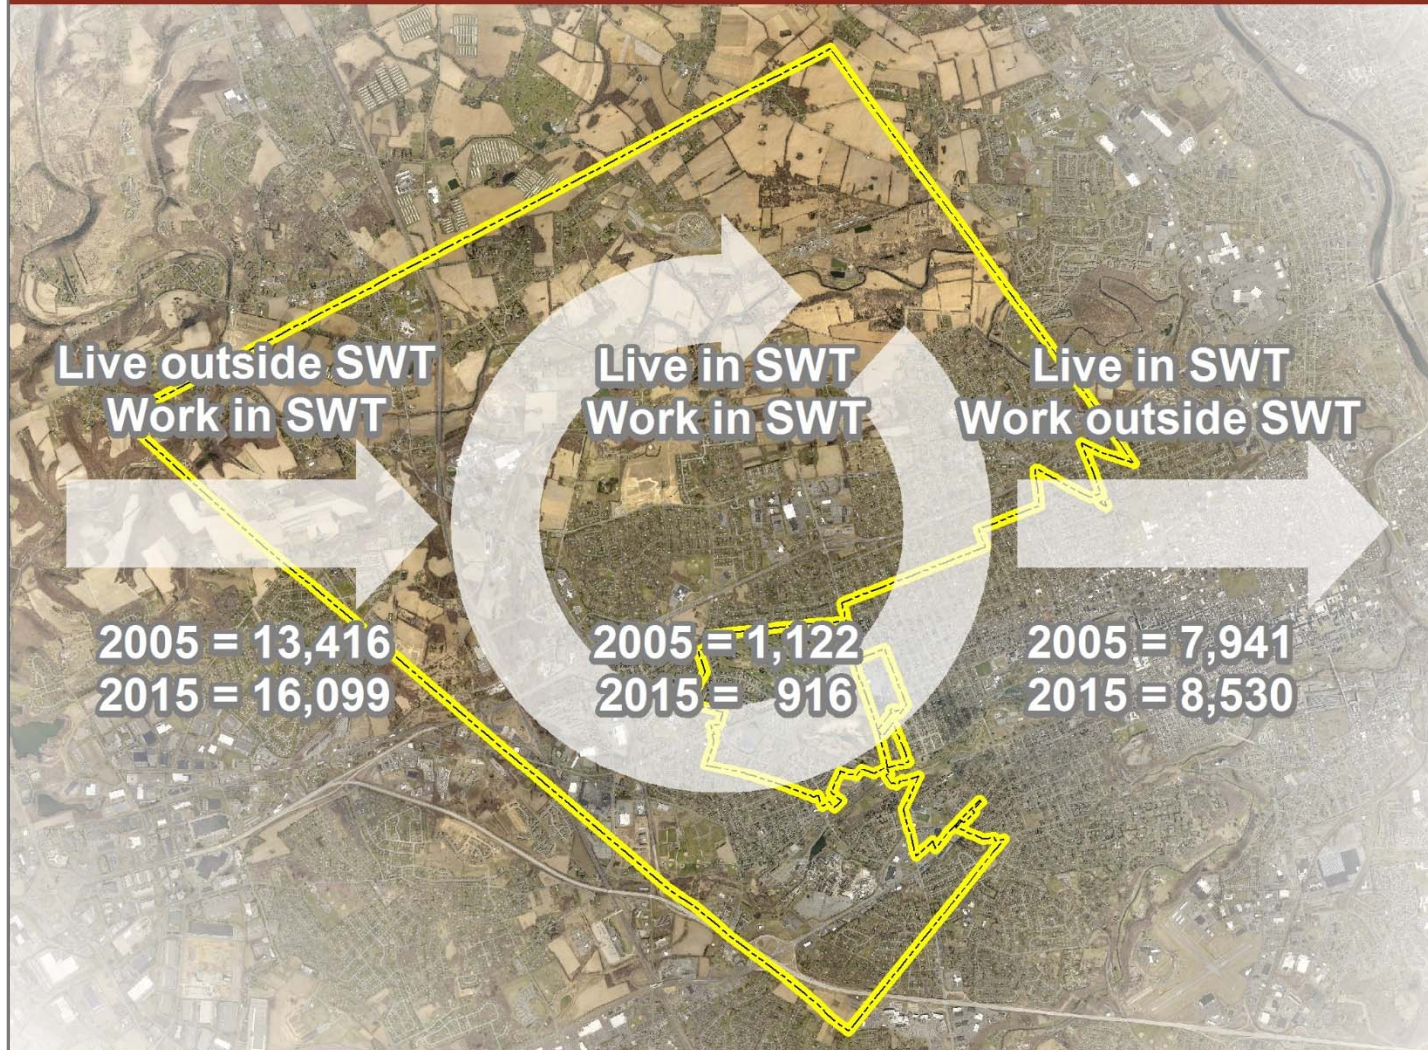 Live outside SWT
Work in SWT
2005 = 13,416
2015 = 16,099
Live in SWT
Work in SWT
2005 = 1,122
2015 = 916
Live in SWT
Work outside SWT
2005 = 7,941
2015 = 8,530